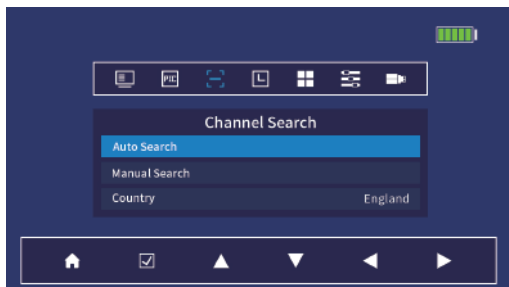 PIC
L
Channel Search
Auto Search
Manual Search
Country England